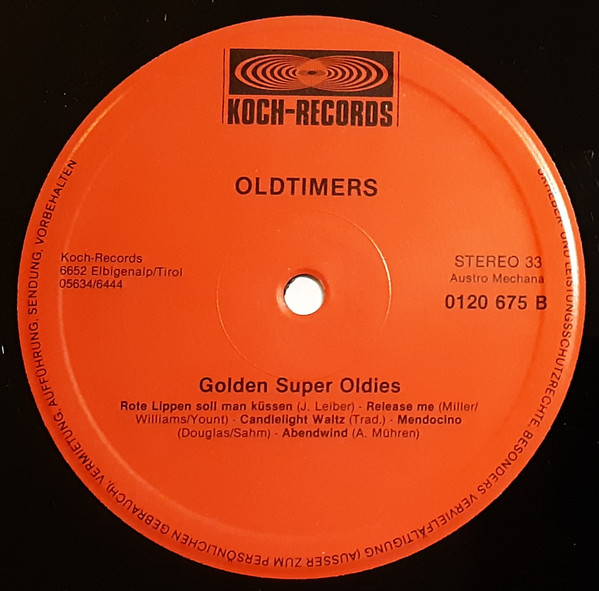 KOCH-RECORDS
OLDTIMERS
Koch-Records
6652 Elbigenalp/Tirol
05634/6444
STEREO 33
Austro Mechana
0120 675 B
Golden Super Oldies
Rote Lippen soll man küssen (J. Leiber) - Release me (Miller/
Williams/Yount) - Candlelight Waltz (Trad.) - Mendocino
(Douglas/Sahm) - Abendwind (A. Mühren)
URHEBER- UND LEISTUNGSSCHUTZRECHTE, BESONDERS VERVIELFÄLTIGUNG (AUSSER ZUM PERSÖNLICHEN GEBRAUCH), VERMIETUNG, AUFFÜHRUNG, SENDUNG, VORBEHALTEN